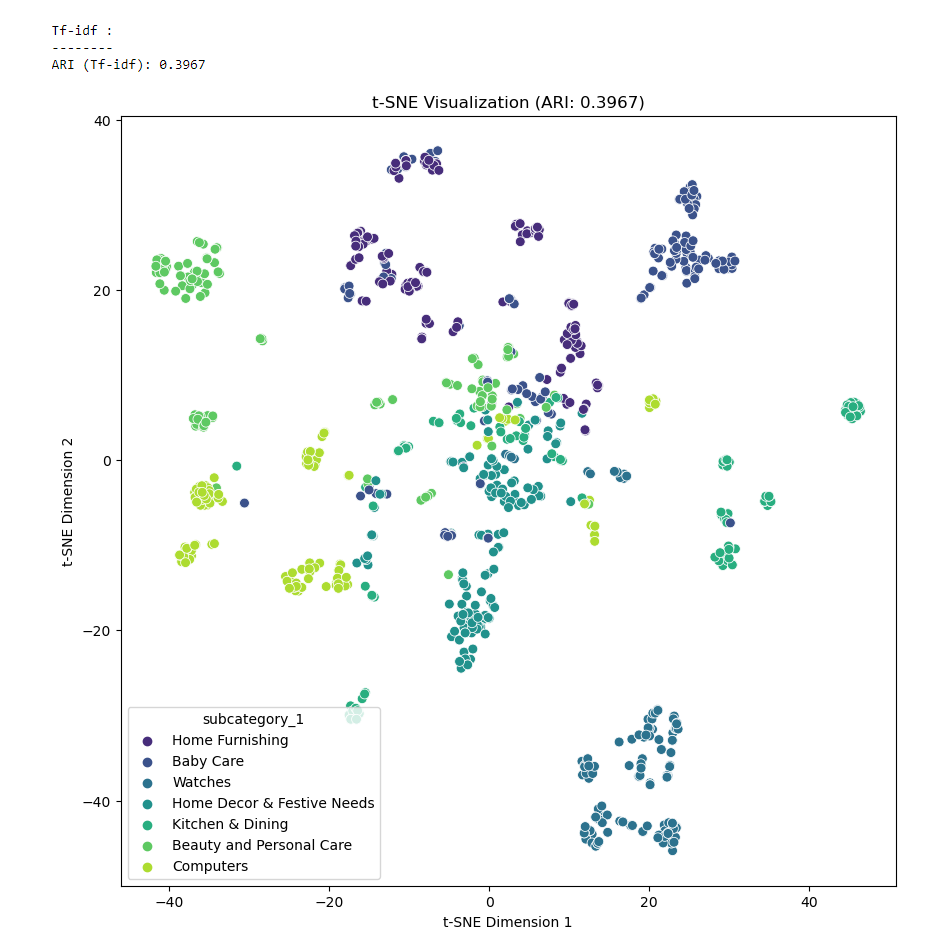 Tf-idf :
--------
ARI (Tf-idf): 0.3967
t-SNE Visualization (ARI: 0.3967)
40
20
0
−20
−40
t-SNE Dimension 2
subcategory_1
Home Furnishing
Baby Care
Watches
Home Decor & Festive Needs
Kitchen & Dining
Beauty and Personal Care
Computers
−40 −20 0 20 40
t-SNE Dimension 1